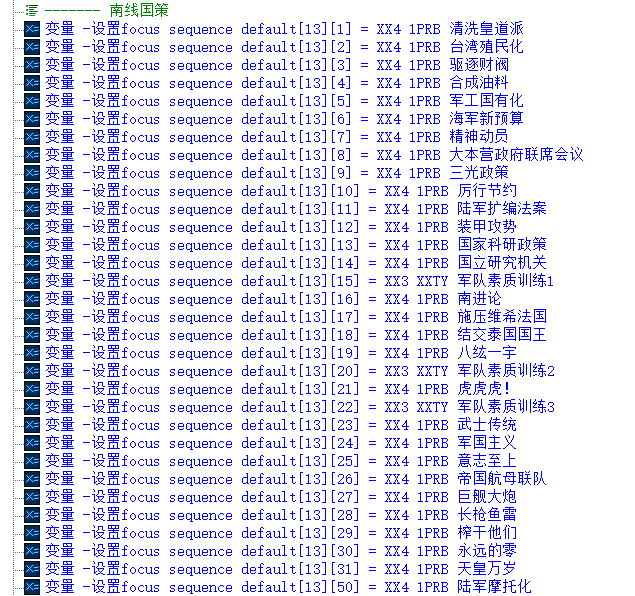 ------- 南线国策
变量 -设置focus sequence default[13][1] = XX4 1PRB 清洗皇道派
变量 -设置focus sequence default[13][2] = XX4 1PRB 台湾殖民化
变量 -设置focus sequence default[13][3] = XX4 1PRB 驱逐财阀
变量 -设置focus sequence default[13][4] = XX4 1PRB 合成油料
变量 -设置focus sequence default[13][5] = XX4 1PRB 军工国有化
变量 -设置focus sequence default[13][6] = XX4 1PRB 海军新预算
变量 -设置focus sequence default[13][7] = XX4 1PRB 精神动员
变量 -设置focus sequence default[13][8] = XX4 1PRB 大本营政府联席会议
变量 -设置focus sequence default[13][9] = XX4 1PRB 三光政策
变量 -设置focus sequence default[13][10] = XX4 1PRB 厉行节约
变量 -设置focus sequence default[13][11] = XX4 1PRB 陆军扩编法案
变量 -设置focus sequence default[13][12] = XX4 1PRB 装甲攻势
变量 -设置focus sequence default[13][13] = XX4 1PRB 国家科研政策
变量 -设置focus sequence default[13][14] = XX4 1PRB 国立研究机关
变量 -设置focus sequence default[13][15] = XX3 XXTY 军队素质训练1
变量 -设置focus sequence default[13][16] = XX4 1PRB 南进论
变量 -设置focus sequence default[13][17] = XX4 1PRB 施压维希法国
变量 -设置focus sequence default[13][18] = XX4 1PRB 结交泰国国王
变量 -设置focus sequence default[13][19] = XX4 1PRB 八纮一宇
变量 -设置focus sequence default[13][20] = XX3 XXTY 军队素质训练2
变量 -设置focus sequence default[13][21] = XX4 1PRB 虎虎虎!
变量 -设置focus sequence default[13][22] = XX3 XXTY 军队素质训练3
变量 -设置focus sequence default[13][23] = XX4 1PRB 武士传统
变量 -设置focus sequence default[13][24] = XX4 1PRB 军国主义
变量 -设置focus sequence default[13][25] = XX4 1PRB 意志至上
变量 -设置focus sequence default[13][26] = XX4 1PRB 帝国航母联队
变量 -设置focus sequence default[13][27] = XX4 1PRB 巨舰大炮
变量 -设置focus sequence default[13][28] = XX4 1PRB 长枪鱼雷
变量 -设置focus sequence default[13][29] = XX4 1PRB 榨干他们
变量 -设置focus sequence default[13][30] = XX4 1PRB 永远的零
变量 -设置focus sequence default[13][31] = XX4 1PRB 天皇万岁
变量 -设置focus sequence default[13][50] = XX4 1PRB 陆军摩托化